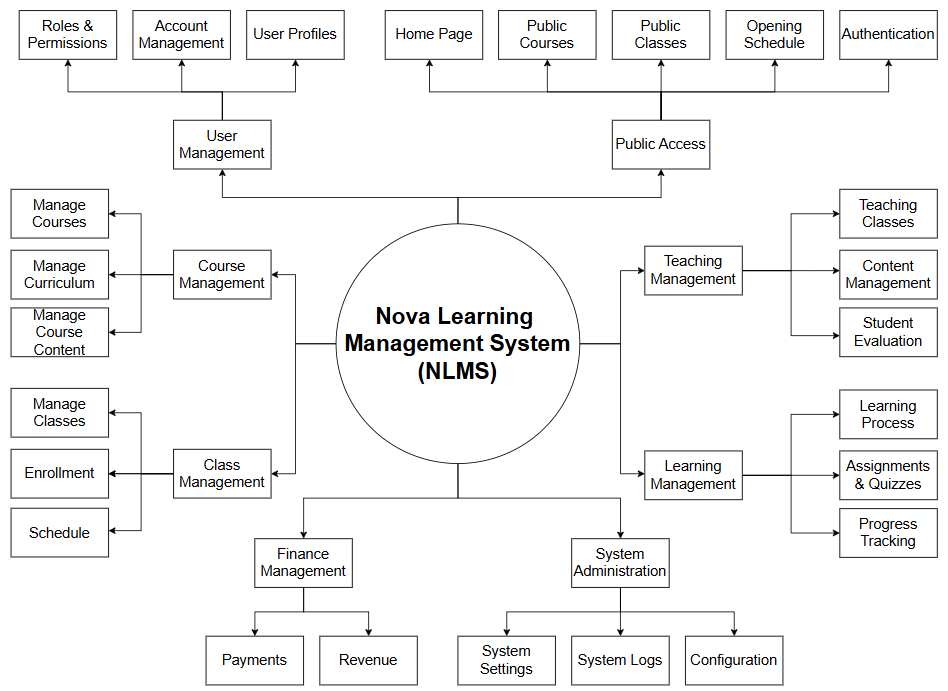 Roles &
Permissions
Account
Management
User Profiles
Home Page
Public
Courses
Public
Classes
Opening
Schedule
Authentication
User
Management
Public Access
Manage
Courses
Manage
Curriculum
Manage
Course
Content
Course
Management
Nova Learning
Management System
(NLMS)
Teaching
Management
Teaching
Classes
Content
Management
Student
Evaluation
Manage
Classes
Enrollment
Schedule
Class
Management
Learning
Management
Learning
Process
Assignments
& Quizzes
Progress
Tracking
Finance
Management
System
Administration
Payments
Revenue
System
Settings
System Logs
Configuration